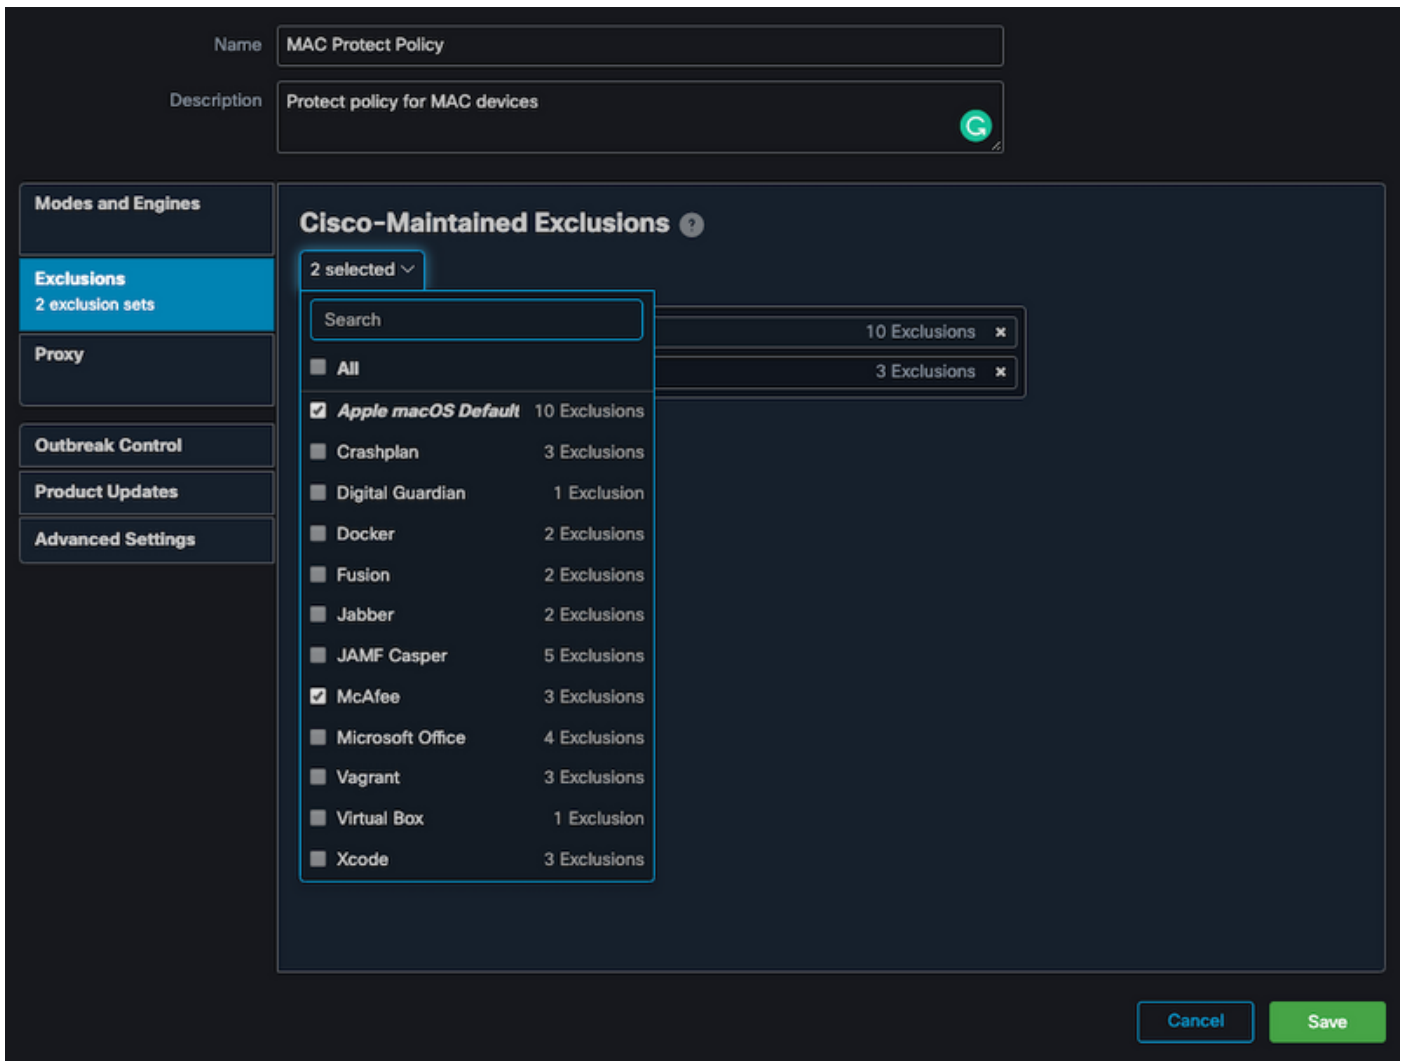 Name
MAC Protect Policy
Description
Protect policy for MAC devices
Modes and Engines
Exclusions
2 exclusion sets
Proxy
Outbreak Control
Product Updates
Advanced Settings
Cisco-Maintained Exclusions ?
2 selected
Search
10 Exclusions ×
3 Exclusions ×
All
Apple macOS Default 10 Exclusions
Crashplan 3 Exclusions
Digital Guardian 1 Exclusion
Docker 2 Exclusions
Fusion 2 Exclusions
Jabber 2 Exclusions
JAMF Casper 5 Exclusions
McAfee 3 Exclusions
Microsoft Office 4 Exclusions
Vagrant 3 Exclusions
Virtual Box 1 Exclusion
Xcode 3 Exclusions
Cancel
Save